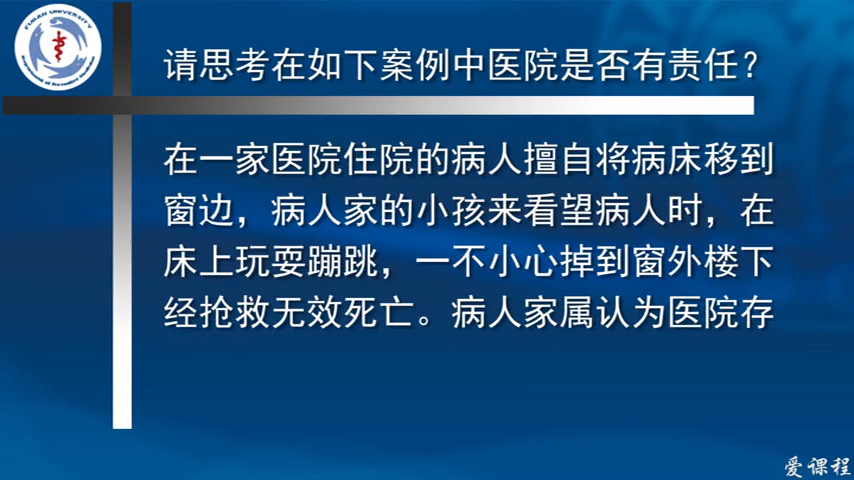 FUDAN UNIVERSITY
请思考在如下案例中医院是否有责任？
在一家医院住院的病人擅自将病床移到
窗边，病人家的小孩来看望病人时，在
床上玩耍蹦跳，一不小心掉到窗外楼下
经抢救无效死亡。病人家属认为医院存
爱课程